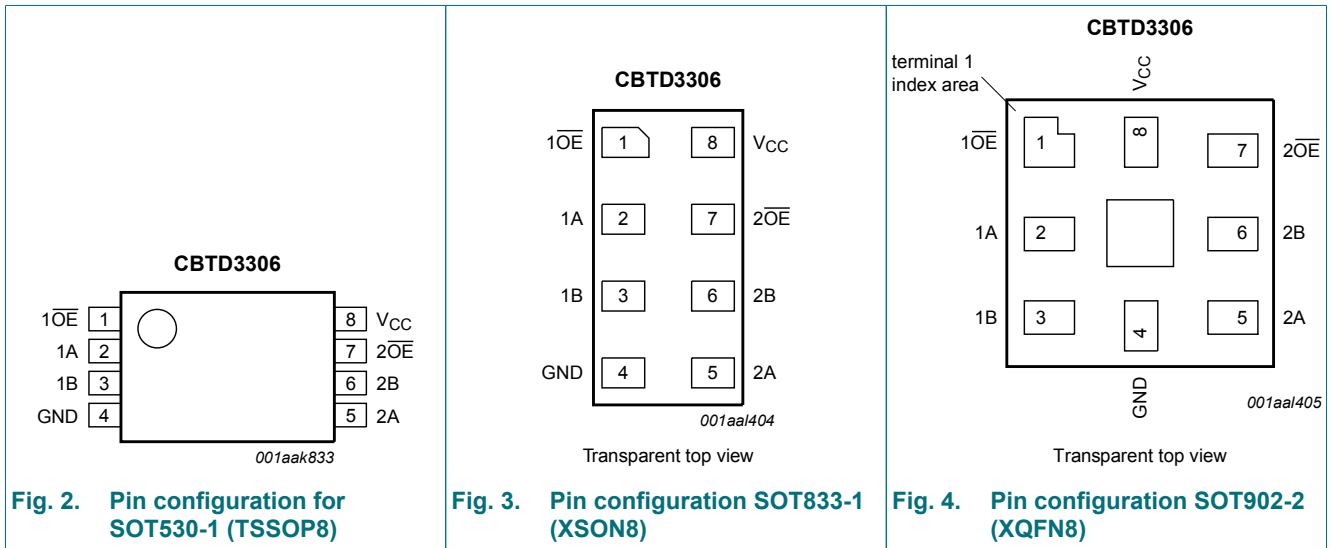 CBTD3306
1OE 1
1A 2
1B 3
GND 4
8 VCC
7 2OE
6 2B
5 2A
001aak833
Fig. 2. Pin configuration for
SOT530-1 (TSSOP8)
CBTD3306
1OE 1 8 VCC
1A 2 7 2OE
1B 3 6 2B
GND 4 5 2A
001aal404
Transparent top view
Fig. 3. Pin configuration SOT833-1
(XSON8)
CBTD3306
terminal 1
index area
VCC
1OE 1 8 7 2OE
1A 2 6 2B
1B 3 4 5 2A
GND
001aal405
Transparent top view
Fig. 4. Pin configuration SOT902-2
(XQFN8)